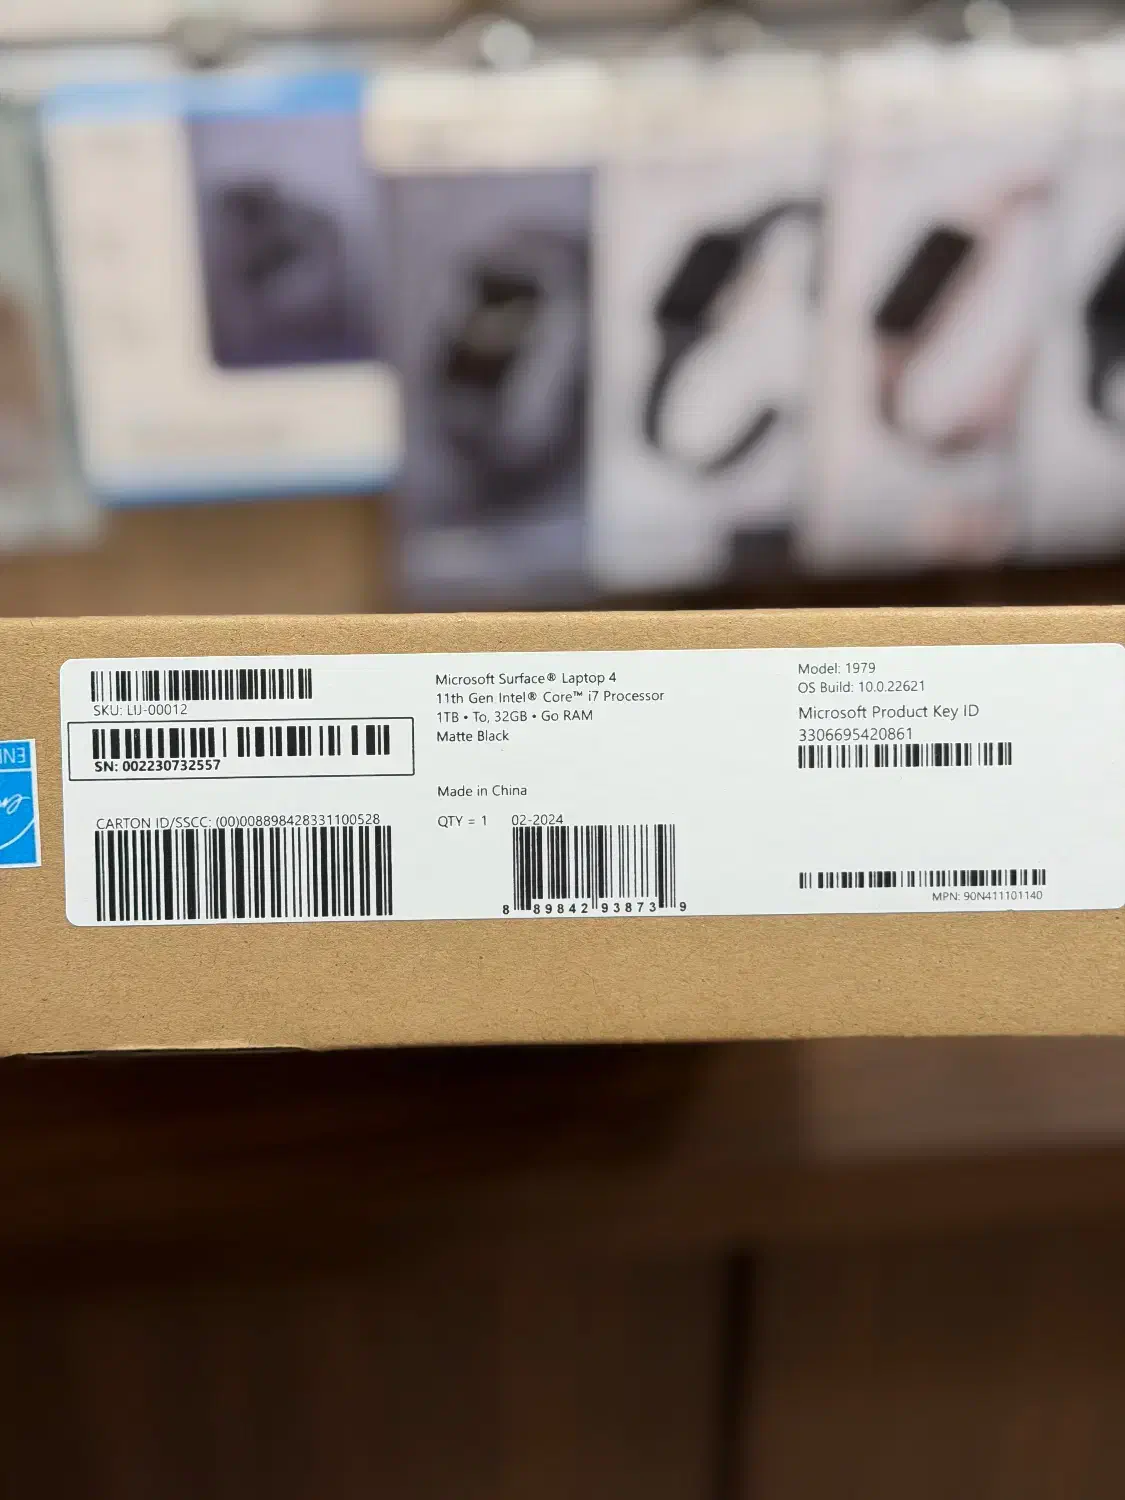 SKU: LIJ-00012
SN: 002230732557
CARTON ID/SSCC: (00)008898428331100528
Microsoft Surface® Laptop 4
11th Gen Intel® Core™ i7 Processor
1TB • To, 32GB • Go RAM
Matte Black
Made in China
QTY = 1 02-2024
8 89842 93873 9
Model: 1979
OS Build: 10.0.22621
Microsoft Product Key ID
3306695420861
MPN: 90N411101140